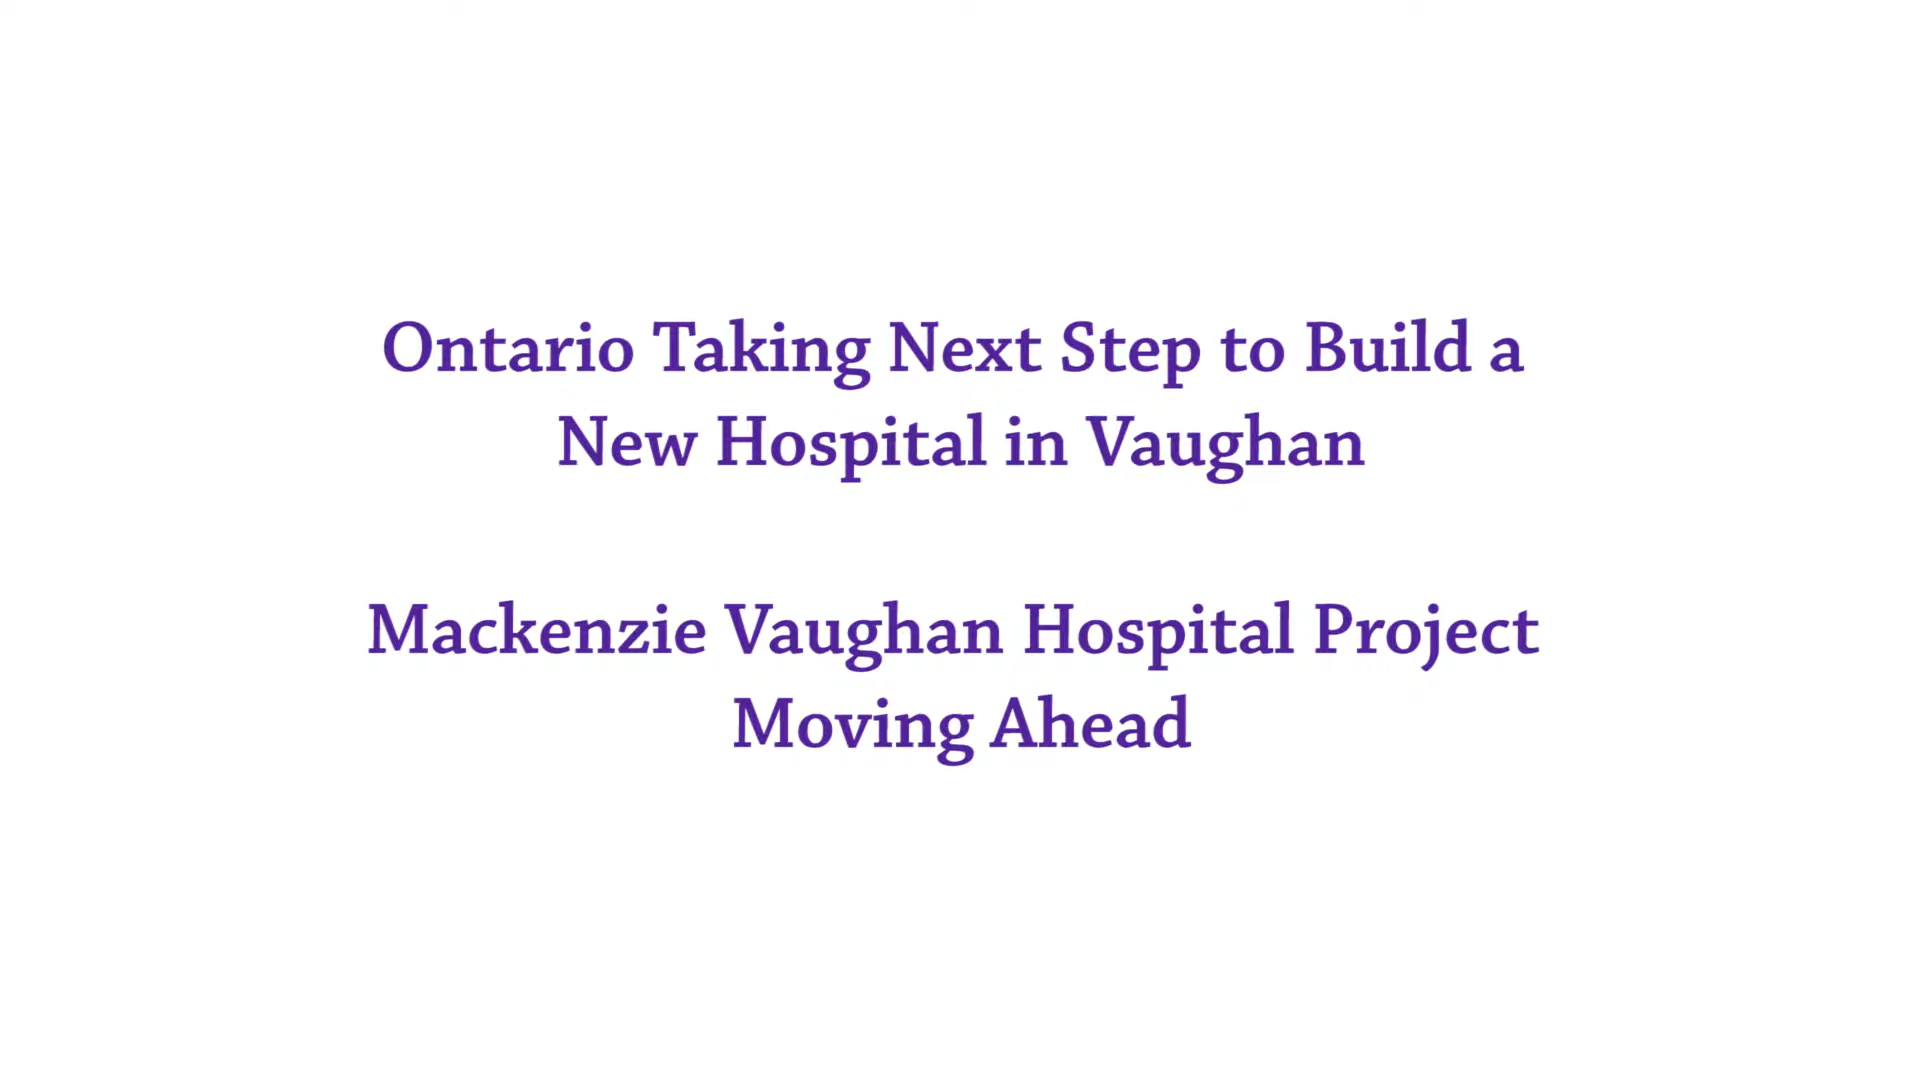 Ontario Taking Next Step to Build a
New Hospital in Vaughan
Mackenzie Vaughan Hospital Project
Moving Ahead